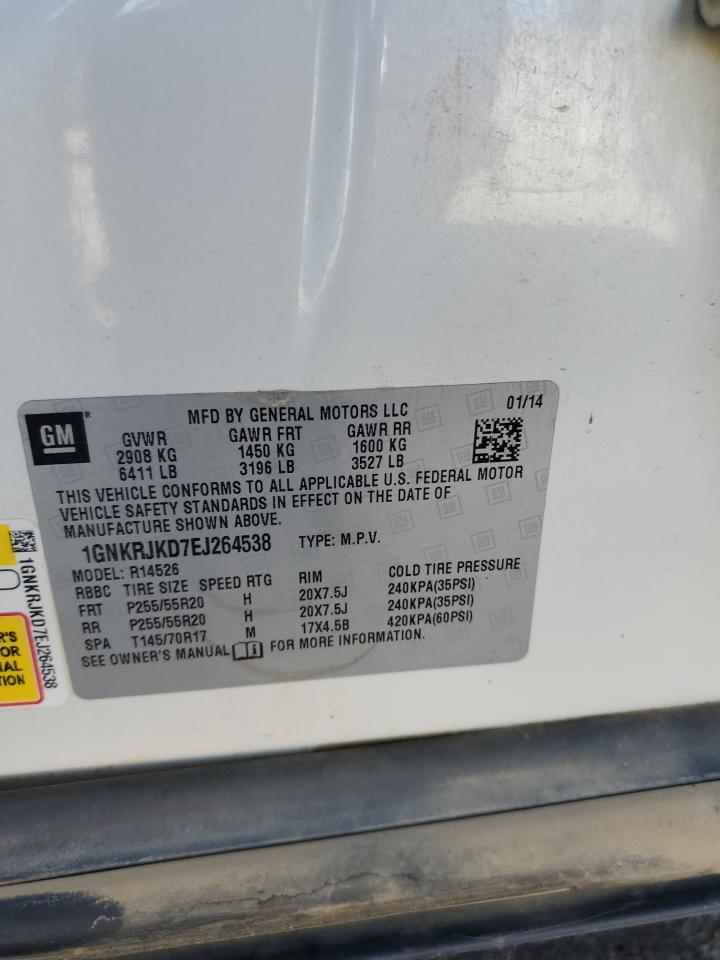 GM ®
MFD BY GENERAL MOTORS LLC 01/14
GVWR GAWR FRT GAWR RR
2908 KG 1450 KG 1600 KG
6411 LB 3196 LB 3527 LB
THIS VEHICLE CONFORMS TO ALL APPLICABLE U.S. FEDERAL MOTOR
VEHICLE SAFETY STANDARDS IN EFFECT ON THE DATE OF
MANUFACTURE SHOWN ABOVE.
1GNKRJKD7EJ264538 TYPE: M.P.V.
MODEL: R14526
RBBC TIRE SIZE SPEED RTG RIM COLD TIRE PRESSURE
FRT P255/55R20 H 20X7.5J 240KPA(35PSI)
RR P255/55R20 H 20X7.5J 240KPA(35PSI)
SPA T145/70R17 M 17X4.5B 420KPA(60PSI)
SEE OWNER'S MANUAL FOR MORE INFORMATION.
1GNKRJKD7EJ264538
R'S
OR
IAL
TION